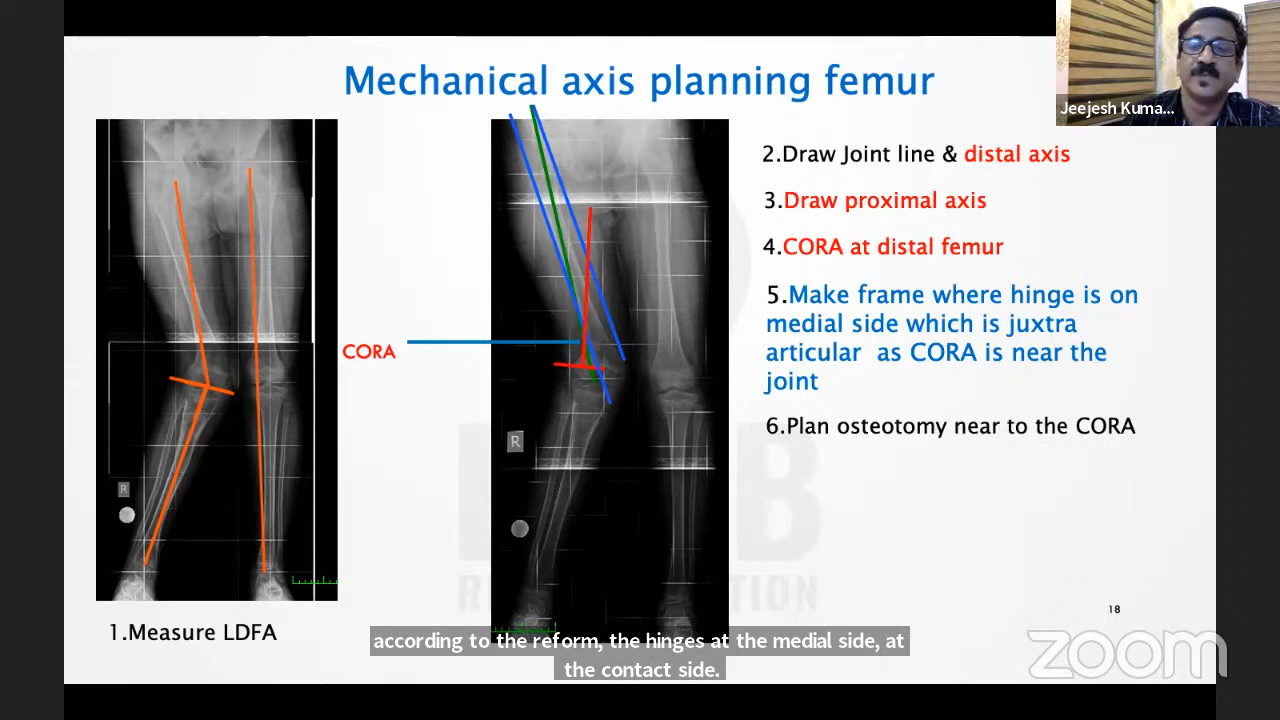 Mechanical axis planning femur
Jeejesh Kuma...
2.Draw Joint line & distal axis
3.Draw proximal axis
4.CORA at distal femur
5.Make frame where hinge is on
medial side which is juxtra
articular as CORA is near the
joint
6.Plan osteotomy near to the CORA
CORA
R
R
18
1.Measure LDFA
according to the reform, the hinges at the medial side, at
the contact side.
zoom